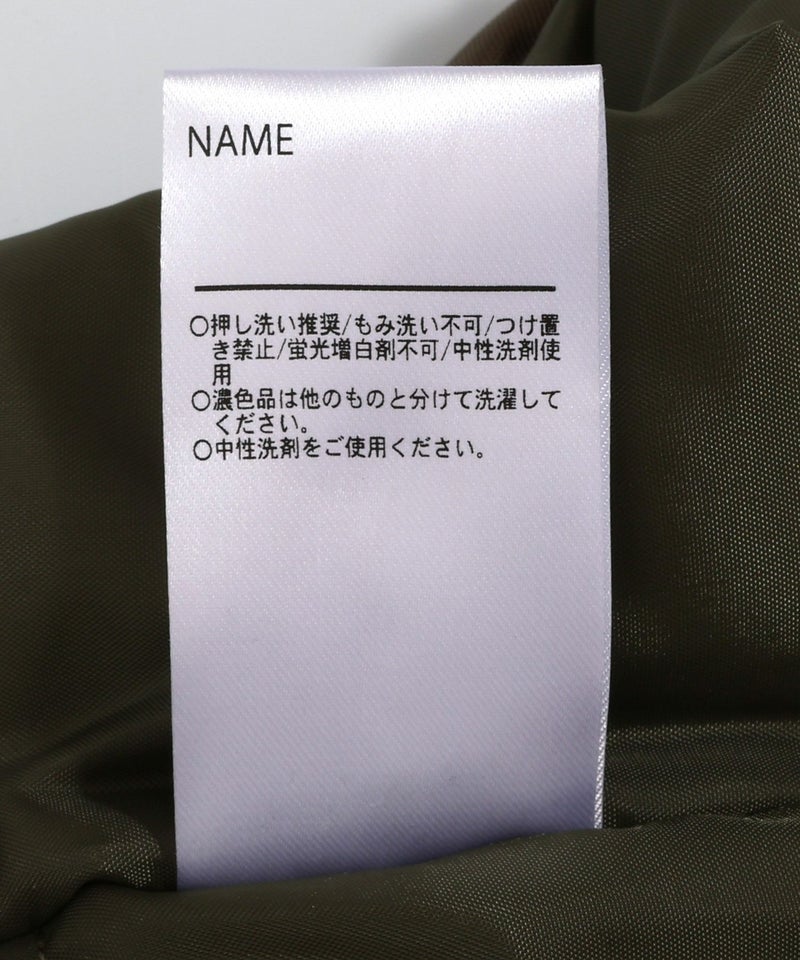 NAME
○押し洗い推奨/もみ洗い不可/つけ置
き禁止/蛍光増白剤不可/中性洗剤使
用
○濃色品は他のものと分けて洗濯して
ください。
○中性洗剤をご使用ください。